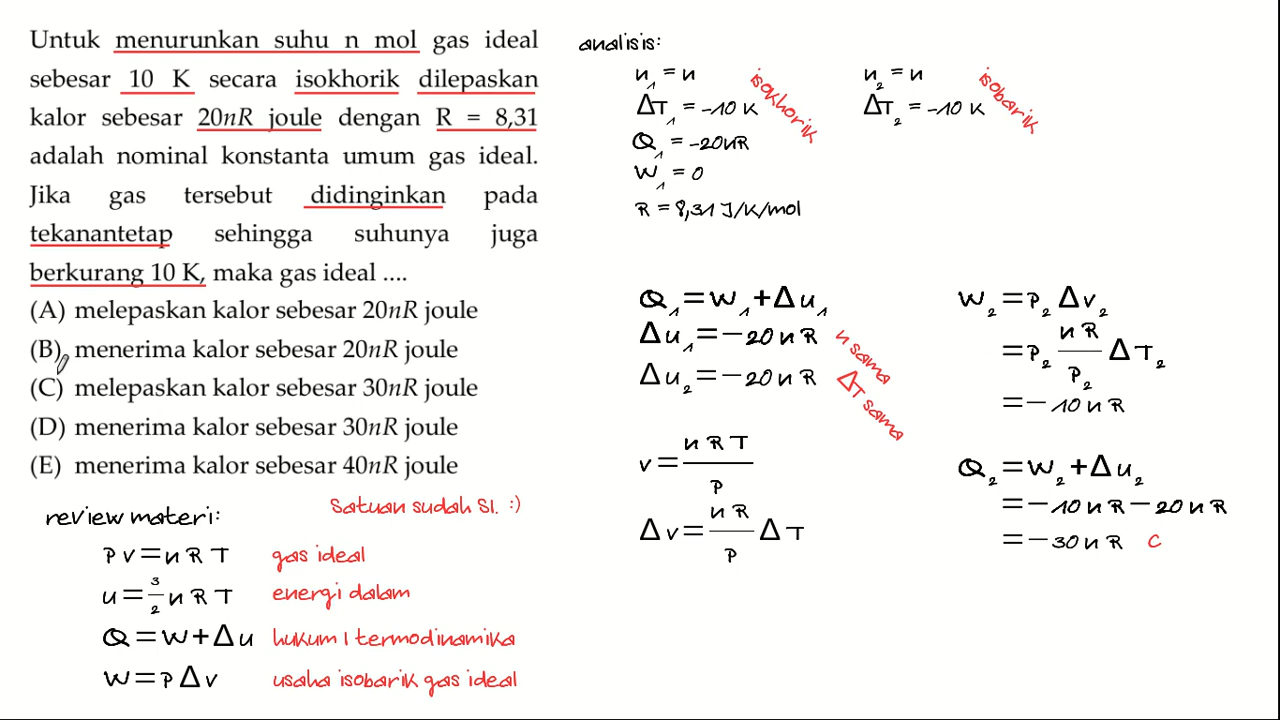 Untuk menurunkan suhu n mol gas ideal
sebesar 10 K secara isokhorik dilepaskan
kalor sebesar 20nR joule dengan R = 8,31
adalah nominal konstanta umum gas ideal.
Jika gas tersebut didinginkan pada
tekanantetap sehingga suhunya juga
berkurang 10 K, maka gas ideal ....
(A) melepaskan kalor sebesar 20nR joule
(B) menerima kalor sebesar 20nR joule
(C) melepaskan kalor sebesar 30nR joule
(D) menerima kalor sebesar 30nR joule
(E) menerima kalor sebesar 40nR joule
review materi:
satuan sudah SI. :)
PV=nRT gas ideal
u=3/2 nRT energi dalam
Q=W+Δu hukum 1 termodinamika
W=PΔV usaha isobarik gas ideal
analisis:
n₁ = n
ΔT₁ = -10 K
Q₁ = -20nR
W₁ = 0
R = 8,31 J/K/mol
isokhorik
n₂ = n
ΔT₂ = -10 K
isobarik
Q₁=W₁+Δu₁
Δu₁=-20nR
Δu₂=-20nR
n sama
ΔT sama
V=nRT/P
ΔV=nR/P ΔT
W₂=P₂ΔV₂
=P₂ nR/P₂ ΔT₂
=-10nR
Q₂=W₂+Δu₂
=-10nR-20nR
=-30nR C